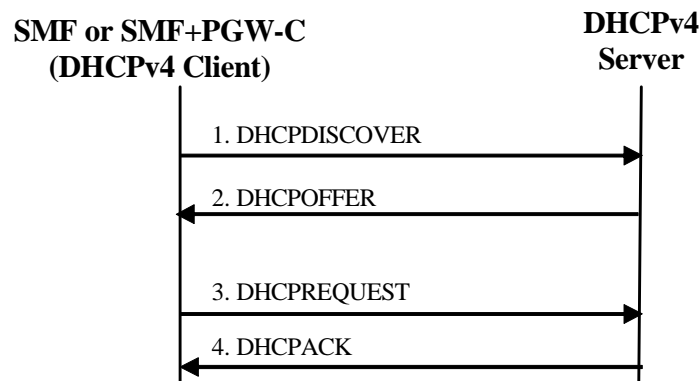 SMF or SMF+PGW-C
(DHCPv4 Client)
DHCPv4
Server
1. DHCPDISCOVER
2. DHCPOFFER
3. DHCPREQUEST
4. DHCPACK